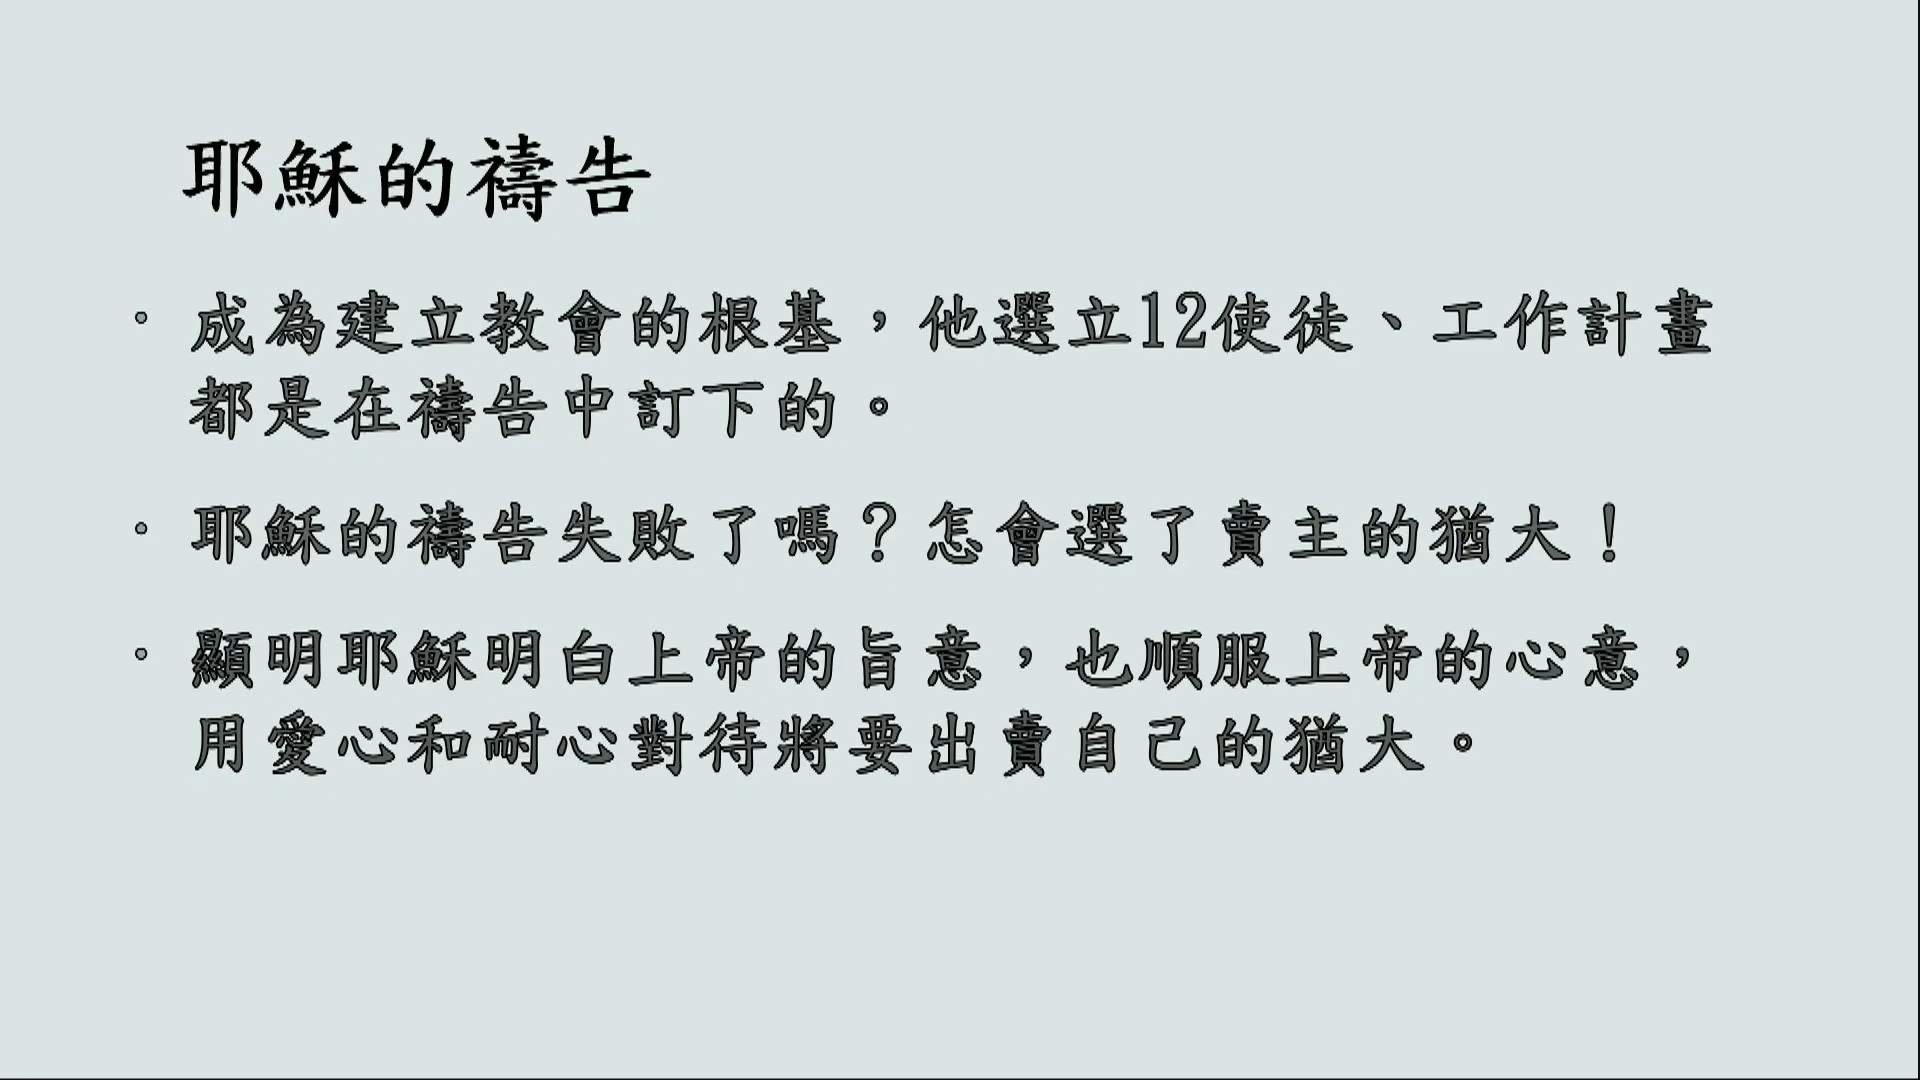 耶穌的禱告
• 成為建立教會的根基，他選立12使徒、工作計畫
都是在禱告中訂下的。
• 耶穌的禱告失敗了嗎？怎會選了賣主的猶大！
• 顯明耶穌明白上帝的旨意，也順服上帝的心意，
用愛心和耐心對待將要出賣自己的猶大。